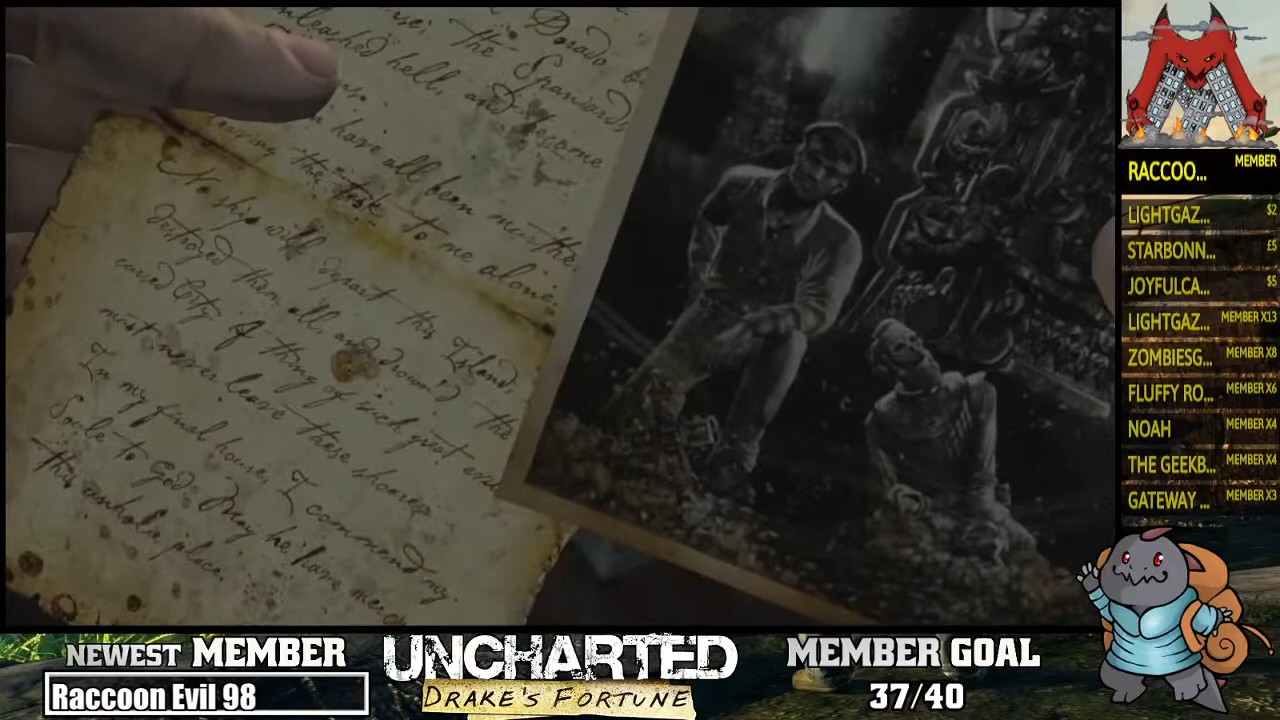 Dorado
the Spaniards
unleashed hell, and become
have all been murther
leaving the task to me alone.
No ship will depart this Island.
destroyed them all, and drown'd the
cursed City. A thing of such great
must never leave these shores.
In my final hours, I commend my
Soule to God. May he have mercy
this unholie place.
RACCOO... MEMBER
LIGHTGAZ... $2
STARBONN... £5
JOYFULCA... $5
LIGHTGAZ... MEMBER X13
ZOMBIESG... MEMBER X8
FLUFFY RO... MEMBER X6
NOAH MEMBER X4
THE GEEKB... MEMBER X4
GATEWAY ... MEMBER X3
NEWEST MEMBER
Raccoon Evil 98
UNCHARTED
DRAKE'S FORTUNE
MEMBER GOAL
37/40